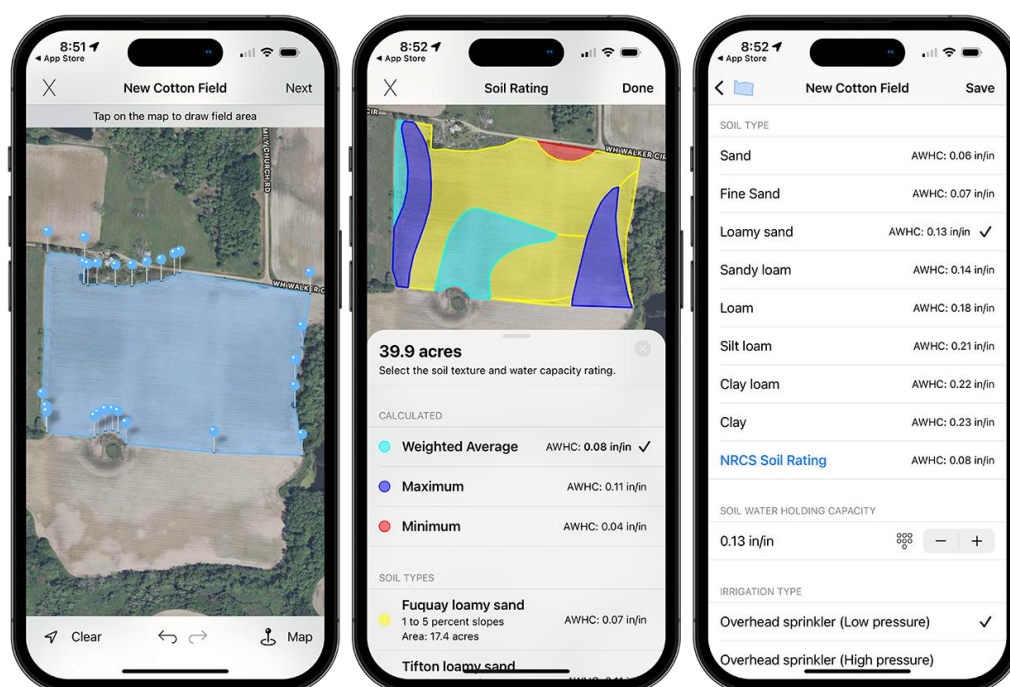 8:51
◀ App Store
New Cotton Field
Next
Tap on the map to draw field area
MILY CHURCH RD
WH WALKER CI
Clear
Map
8:52
◀ App Store
Soil Rating
Done
CIR
WH WALKER CIR
39.9 acres
Select the soil texture and water capacity rating.
CALCULATED
Weighted Average AWHC: 0.08 in/in ✓
Maximum AWHC: 0.11 in/in
Minimum AWHC: 0.04 in/in
SOIL TYPES
Fuquay loamy sand
1 to 5 percent slopes
Area: 17.4 acres
AWHC: 0.07 in/in
Tifton loamy sand
8:52
◀ App Store
New Cotton Field
Save
SOIL TYPE
Sand AWHC: 0.06 in/in
Fine Sand AWHC: 0.07 in/in
Loamy sand AWHC: 0.13 in/in ✓
Sandy loam AWHC: 0.14 in/in
Loam AWHC: 0.18 in/in
Silt loam AWHC: 0.21 in/in
Clay loam AWHC: 0.22 in/in
Clay AWHC: 0.23 in/in
NRCS Soil Rating AWHC: 0.08 in/in
SOIL WATER HOLDING CAPACITY
0.13 in/in − +
IRRIGATION TYPE
Overhead sprinkler (Low pressure) ✓
Overhead sprinkler (High pressure)